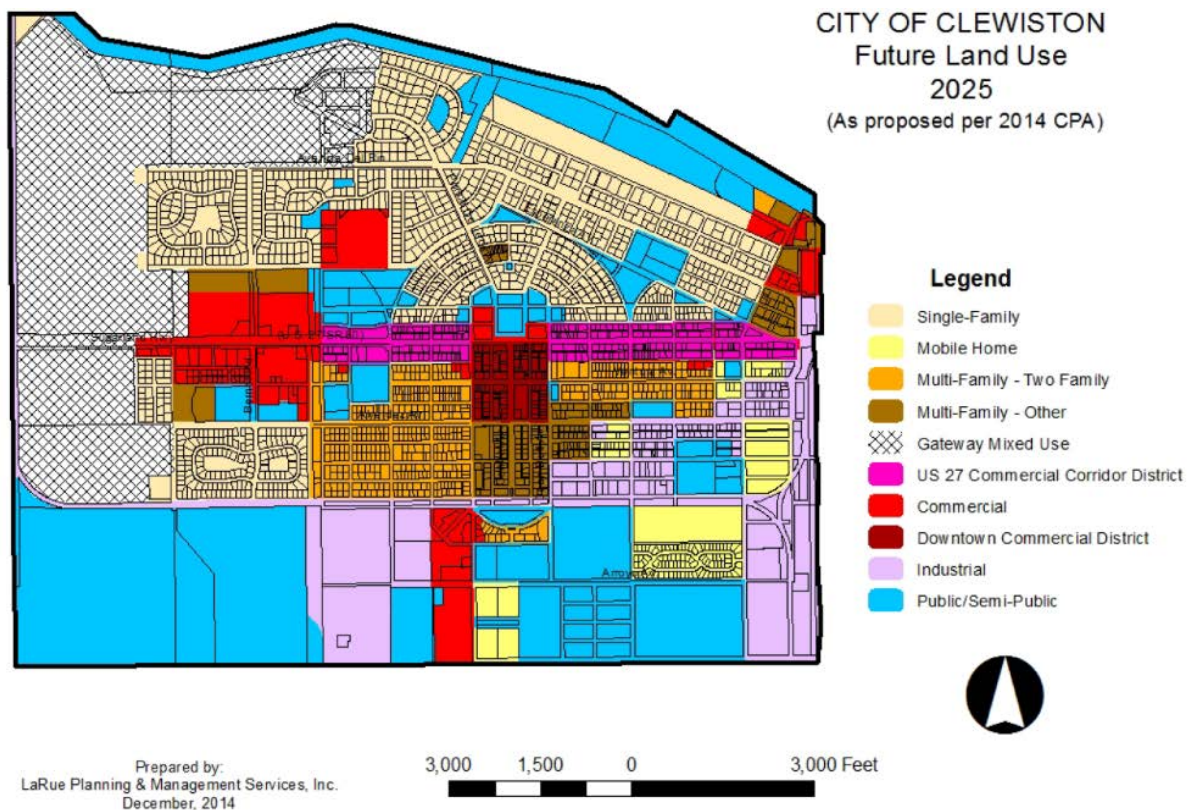 CITY OF CLEWISTON
Future Land Use
2025
(As proposed per 2014 CPA)
Avenida Del Rio
Legend
Single-Family
Mobile Home
Multi-Family - Two Family
Multi-Family - Other
Gateway Mixed Use
US 27 Commercial Corridor District
Commercial
Downtown Commercial District
Industrial
Public/Semi-Public
Prepared by:
LaRue Planning & Management Services, Inc.
December, 2014
3,000 1,500 0 3,000 Feet